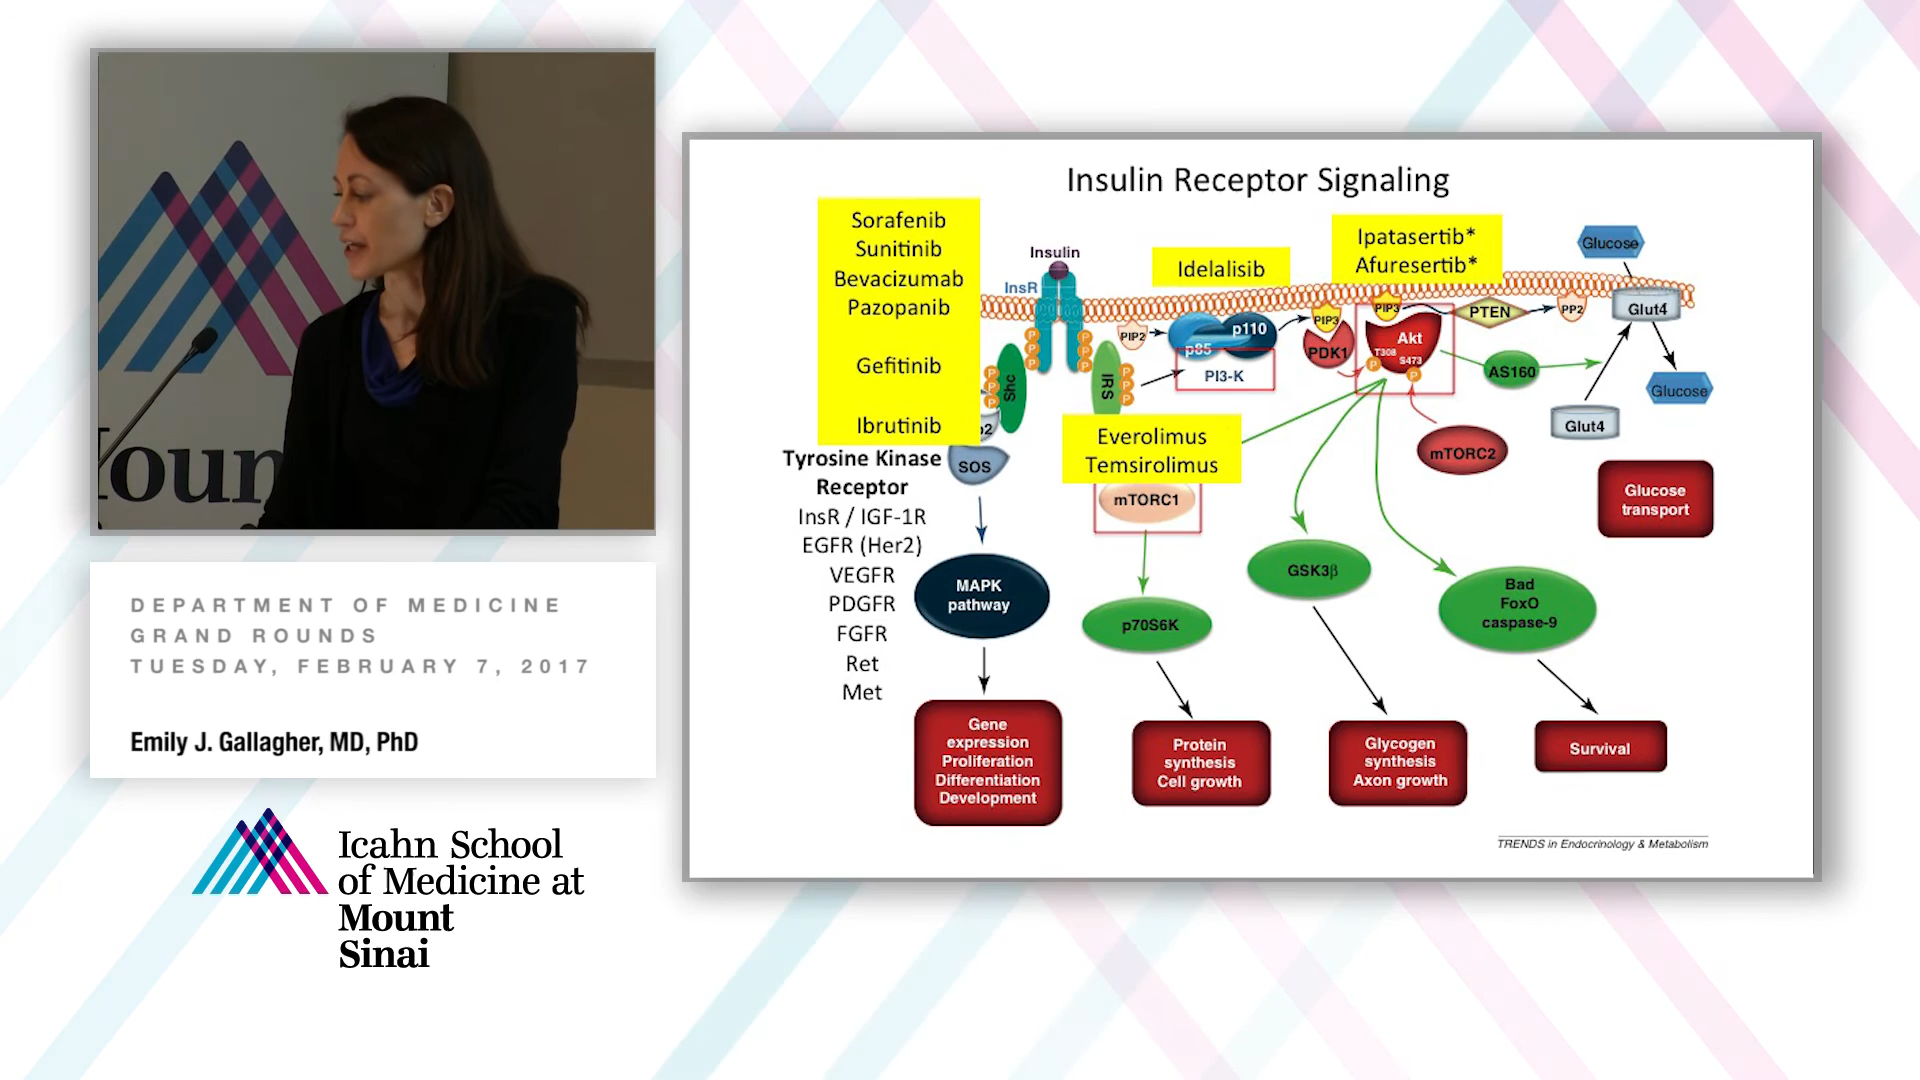 oun
DEPARTMENT OF MEDICINE
GRAND ROUNDS
TUESDAY, FEBRUARY 7, 2017
Emily J. Gallagher, MD, PhD
Icahn School
of Medicine at
Mount
Sinai
Insulin Receptor Signaling
Sorafenib
Sunitinib
Bevacizumab
Pazopanib
Gefitinib
Ibrutinib
Tyrosine Kinase
Receptor
InsR / IGF-1R
EGFR (Her2)
VEGFR
PDGFR
FGFR
Ret
Met
Insulin
InsR
P
P
P
P
P
P
P
P
P
P
P
P
Shc
IRS
p2
SOS
MAPK
pathway
Gene
expression
Proliferation
Differentiation
Development
Idelalisib
PIP2
p85
p110
PI3-K
Everolimus
Temsirolimus
mTORC1
p70S6K
Protein
synthesis
Cell growth
Ipatasertib*
Afuresertib*
PIP3
PDK1
PIP3
Akt
T308
S473
P
P
PTEN
PP2
AS160
mTORC2
GSK3β
Glycogen
synthesis
Axon growth
Bad
FoxO
caspase-9
Survival
Glucose
Glut4
Glucose
Glut4
Glucose
transport
TRENDS in Endocrinology & Metabolism